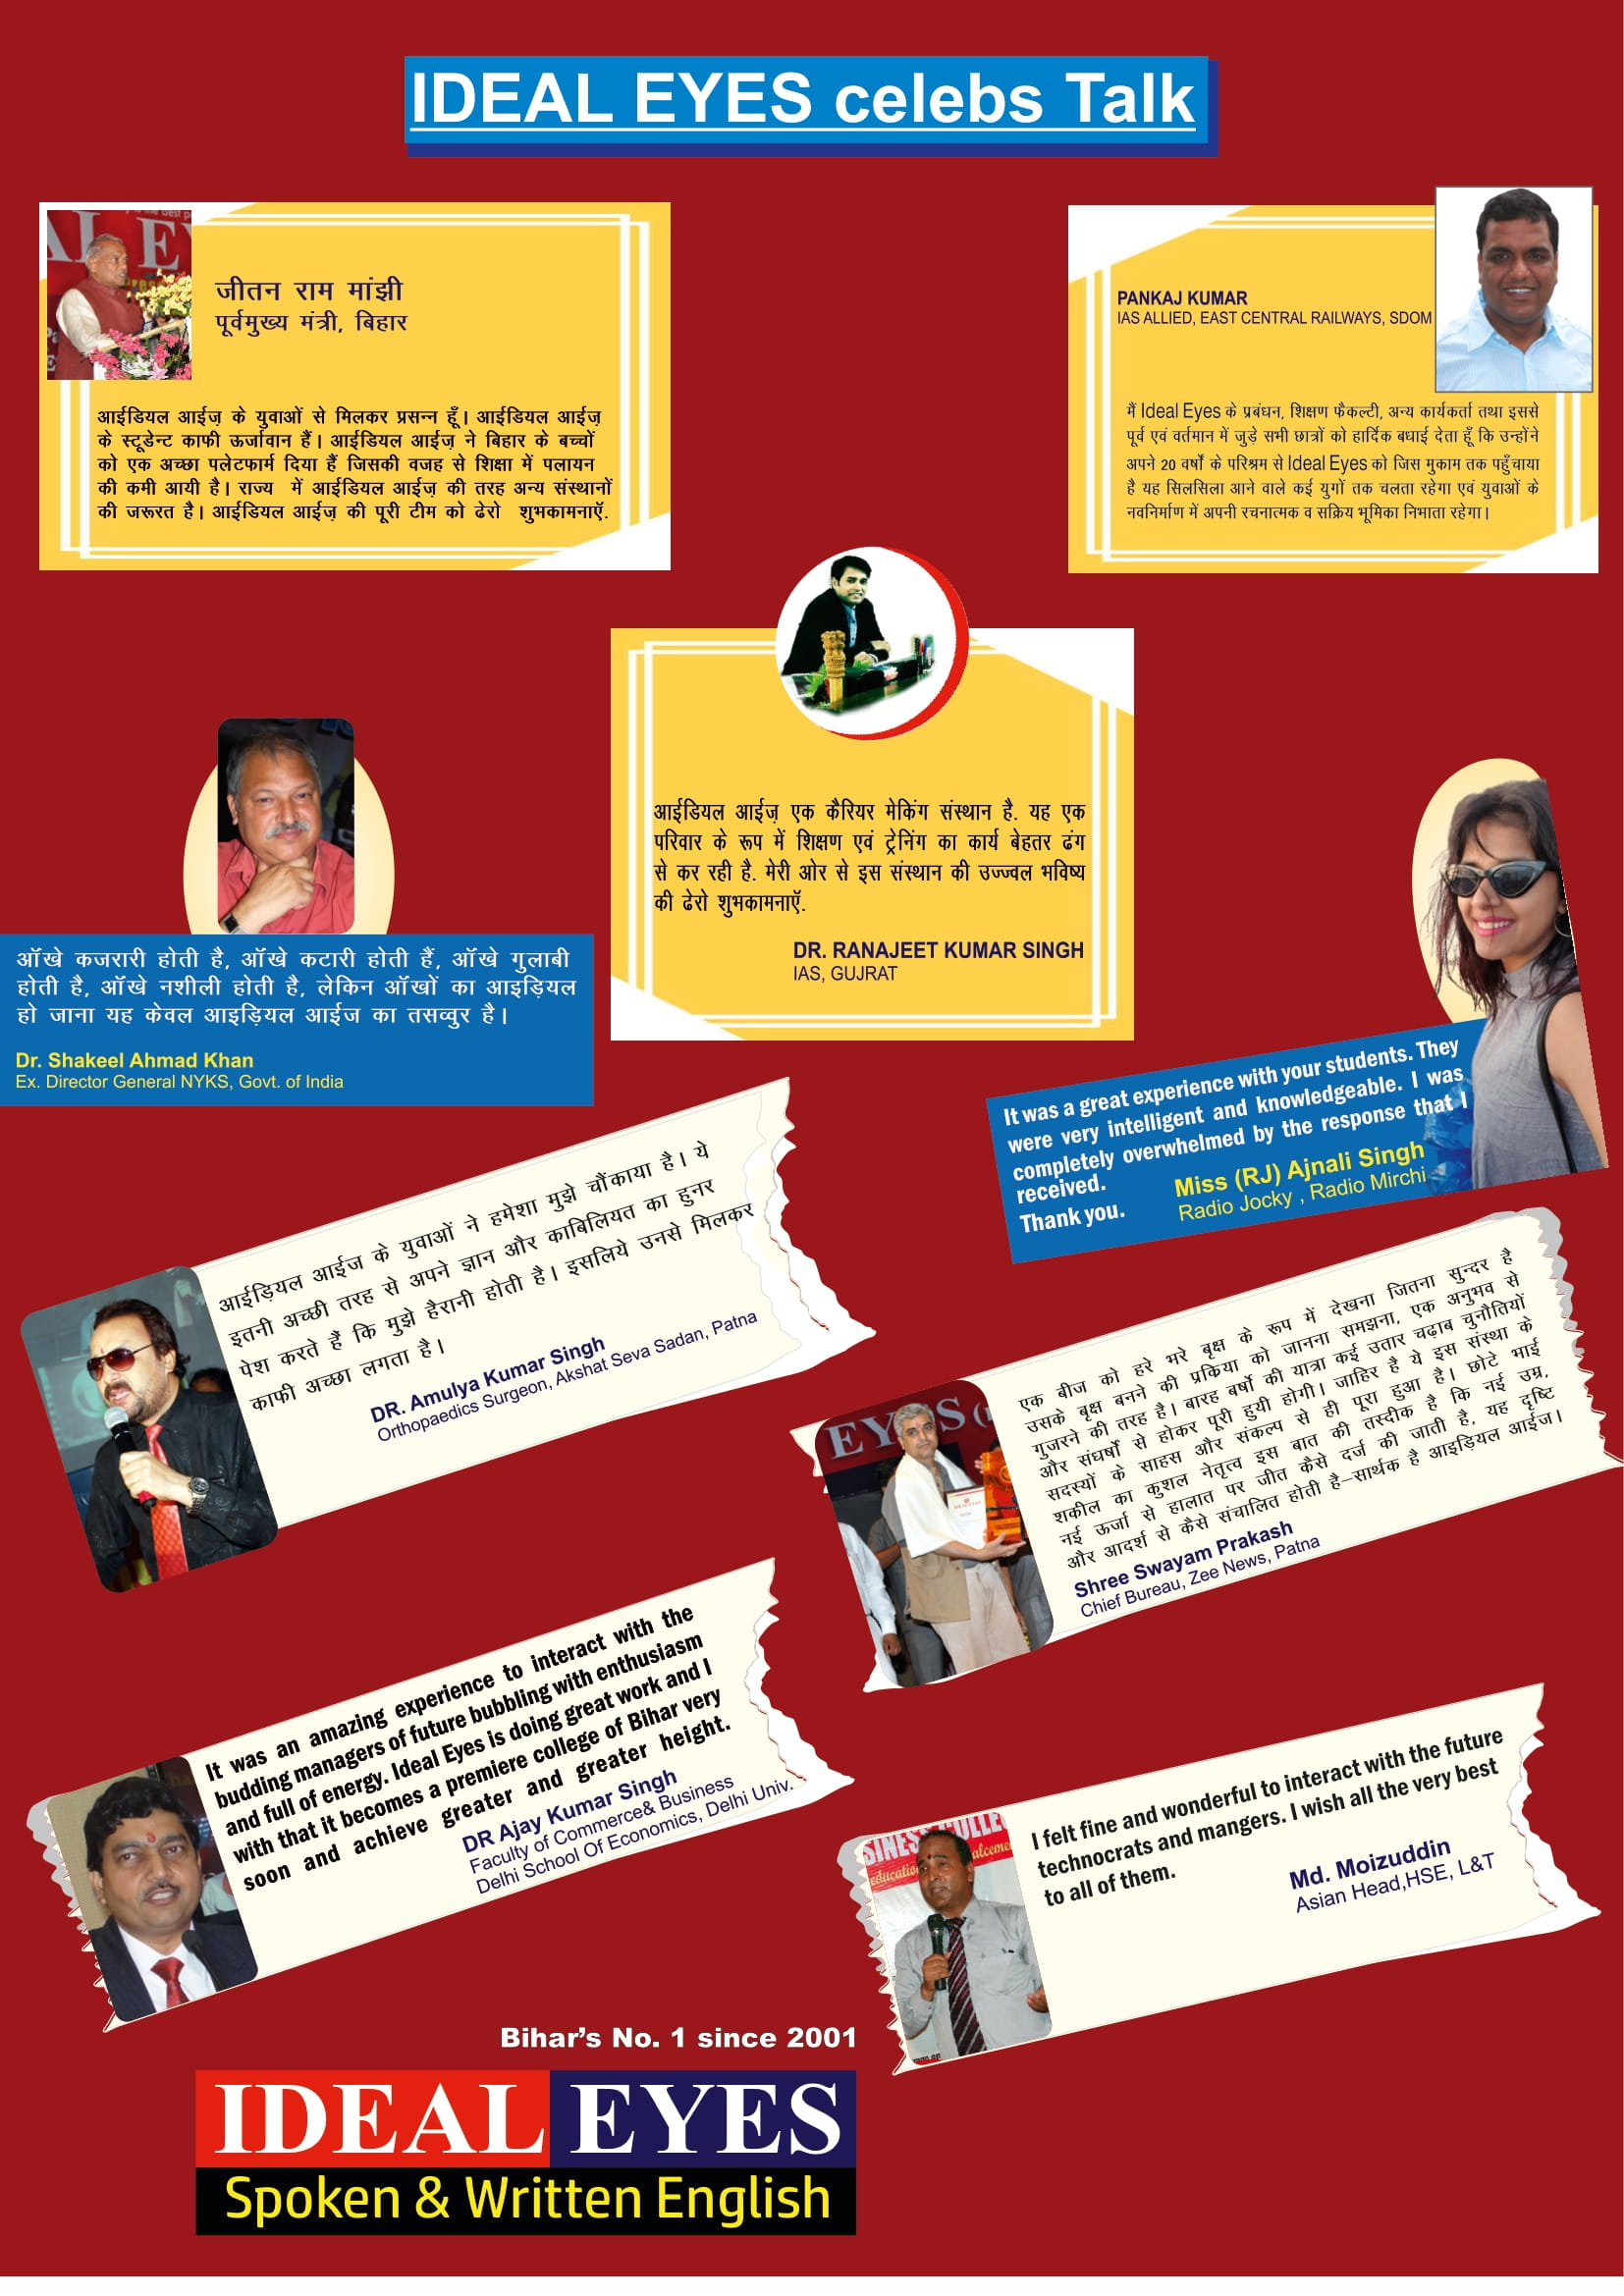 IDEAL EYES celebs Talk
जीतन राम मांझी
पूर्वमुख्य मंत्री, बिहार
आईडियल आईज़ के युवाओं से मिलकर प्रसन्न हूँ। आईडियल आईज़
के स्टूडेन्ट काफी ऊर्जावान हैं। आईडियल आईज़ ने बिहार के बच्चों
को एक अच्छा पलेटफार्म दिया हैं जिसकी वजह से शिक्षा में पलायन
की कमी आयी है। राज्य में आईडियल आईज़ की तरह अन्य संस्थानों
की जरूरत है। आईडियल आईज़ की पूरी टीम को ढेरो शुभकामनाऍ.
PANKAJ KUMAR
IAS ALLIED, EAST CENTRAL RAILWAYS, SDOM
मैं Ideal Eyes के प्रबंघन, शिक्षण फैकल्टी, अन्य कार्यकर्ता तथा इससे
पूर्व एवं वर्तमान में जुड़े सभी छात्रों को हार्दिक बधाई देता हूँ कि उन्होंने
अपने 20 वर्षों के परिश्रम से Ideal Eyes को जिस मुकाम तक पहुँचाया
है यह सिलसिला आने वाले कई युगों तक चलता रहेगा एवं युवाओं के
नवनिर्माण में अपनी रचनात्मक व सक्रिय भूमिका निभाता रहेगा।
आईडियल आईज़ एक कैरियर मेकिंग संस्थान है. यह एक
परिवार के रूप में शिक्षण एवं ट्रेनिंग का कार्य बेहतर ढंग
से कर रही है. मेरी ओर से इस संस्थान की उज्ज्वल भविष्य
की ढेरो शुभकामनाऍ.
DR. RANAJEET KUMAR SINGH
IAS, GUJRAT
ऑखे कजरारी होती है, ऑखे कटारी होती हैं, ऑखे गुलाबी
होती है, ऑखे नशीली होती है, लेकिन ऑखों का आइड़ियल
हो जाना यह केवल आइड़ियल आईज का तसव्वुर है।
Dr. Shakeel Ahmad Khan
Ex. Director General NYKS, Govt. of India
It was a great experience with your students. They
were very intelligent and knowledgeable. I was
completely overwhelmed by the response that I
received.
Thank you.
Miss (RJ) Ajnali Singh
Radio Jocky , Radio Mirchi
आईड़ियल आईज के युवाओं ने हमेशा मुझे चौंकाया है। ये
इतनी अच्छी तरह से अपने ज्ञान और काबिलियत का हुनर
पेश करते हैं कि मुझे हैरानी होती है। इसलिये उनसे मिलकर
काफी अच्छा लगता है।
DR. Amulya Kumar Singh
Orthopaedics Surgeon, Akshat Seva Sadan, Patna
एक बीज को हरे भरे बृक्ष के रूप में देखना जितना सुन्दर है
उसके बृक्ष बनने की प्रकिया को जानना समझना, एक अनुभव से
गुजरने की तरह है। बारह बर्षो की यात्रा कई उतार चढ़ाब चुनौतियों
और संघर्षो से होकर पूरी हुयी होगी। जाहिर है ये इस संस्था के
सदस्यों के साहस और संकल्प से ही पूरा हुआ है। छोटे भाई
शकील का कुशल नेतृत्व इस बात की तस्दीक है कि नई उम्र,
नई ऊर्जा से हालात पर जीत कैसे दर्ज की जाती है, यह दृष्टि
और आदर्श से कैसे संचालित होती है–सार्थक है आइड़ियल आईज।
Shree Swayam Prakash
Chief Bureau, Zee News, Patna
It was an amazing experience to interact with the
budding managers of future bubbling with enthusiasm
and full of energy. Ideal Eyes is doing great work and I
with that it becomes a premiere college of Bihar very
soon and achieve greater and greater height.
DR Ajay Kumar Singh
Faculty of Commerce& Business
Delhi School Of Economics, Delhi Univ.
I felt fine and wonderful to interact with the future
technocrats and mangers. I wish all the very best
to all of them.
Md. Moizuddin
Asian Head,HSE, L&T
Bihar's No. 1 since 2001
IDEAL EYES
Spoken & Written English